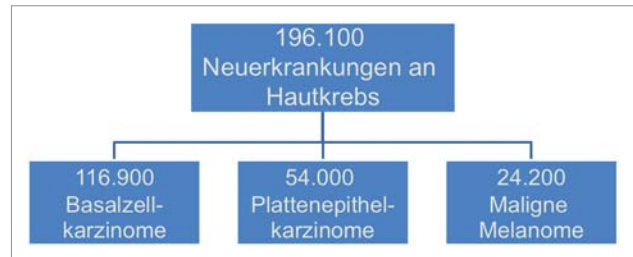 196.100
Neuerkrankungen an
Hautkrebs
116.900
Basalzell-
karzinome
54.000
Plattenepithel-
karzinome
24.200
Maligne
Melanome